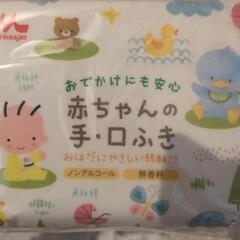 おでかけにも安心
赤ちゃんの
手・口ふき
おはだにやさしい弱酸性
ノンアルコール
無香料